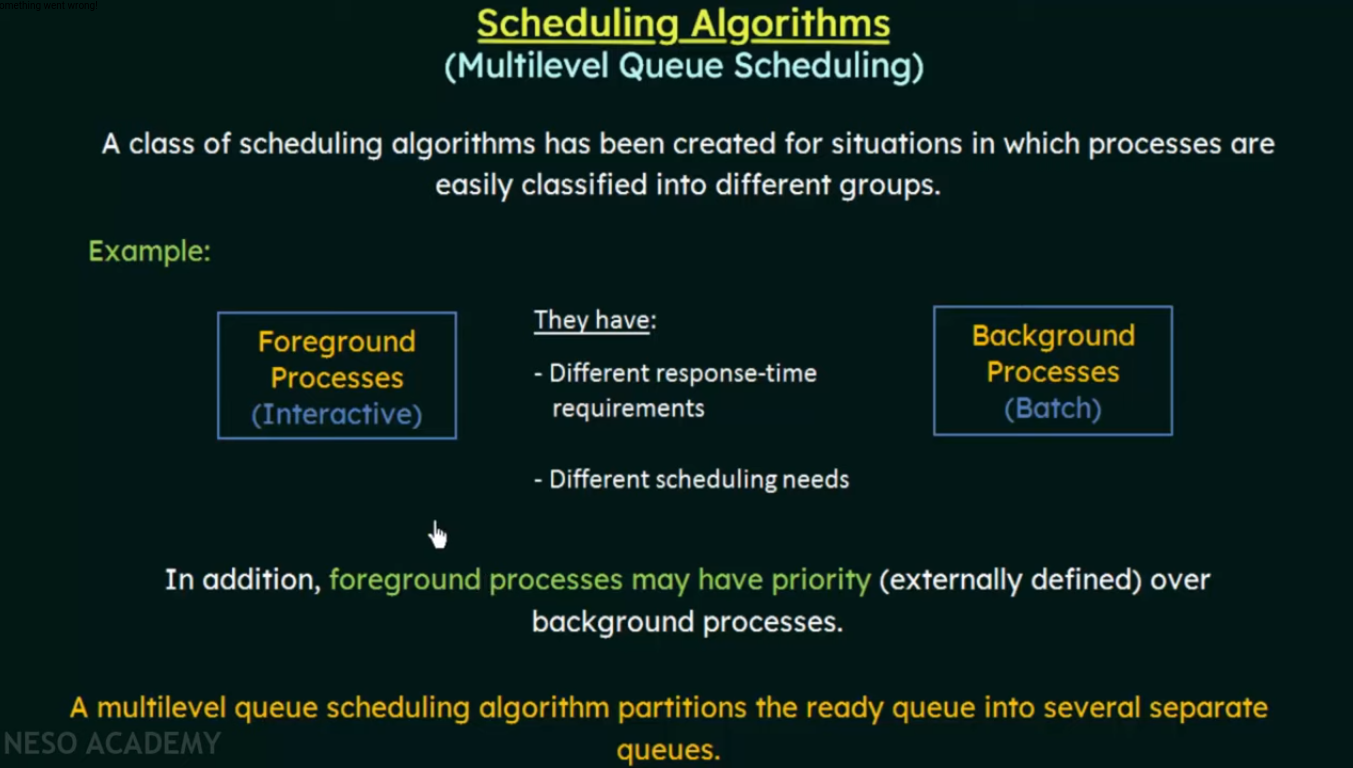 omething went wrong!
Scheduling Algorithms
(Multilevel Queue Scheduling)
A class of scheduling algorithms has been created for situations in which processes are
easily classified into different groups.
Example:
Foreground
Processes
(Interactive)
They have:
- Different response-time
requirements
- Different scheduling needs
Background
Processes
(Batch)
In addition, foreground processes may have priority (externally defined) over
background processes.
A multilevel queue scheduling algorithm partitions the ready queue into several separate
queues.
NESO ACADEMY